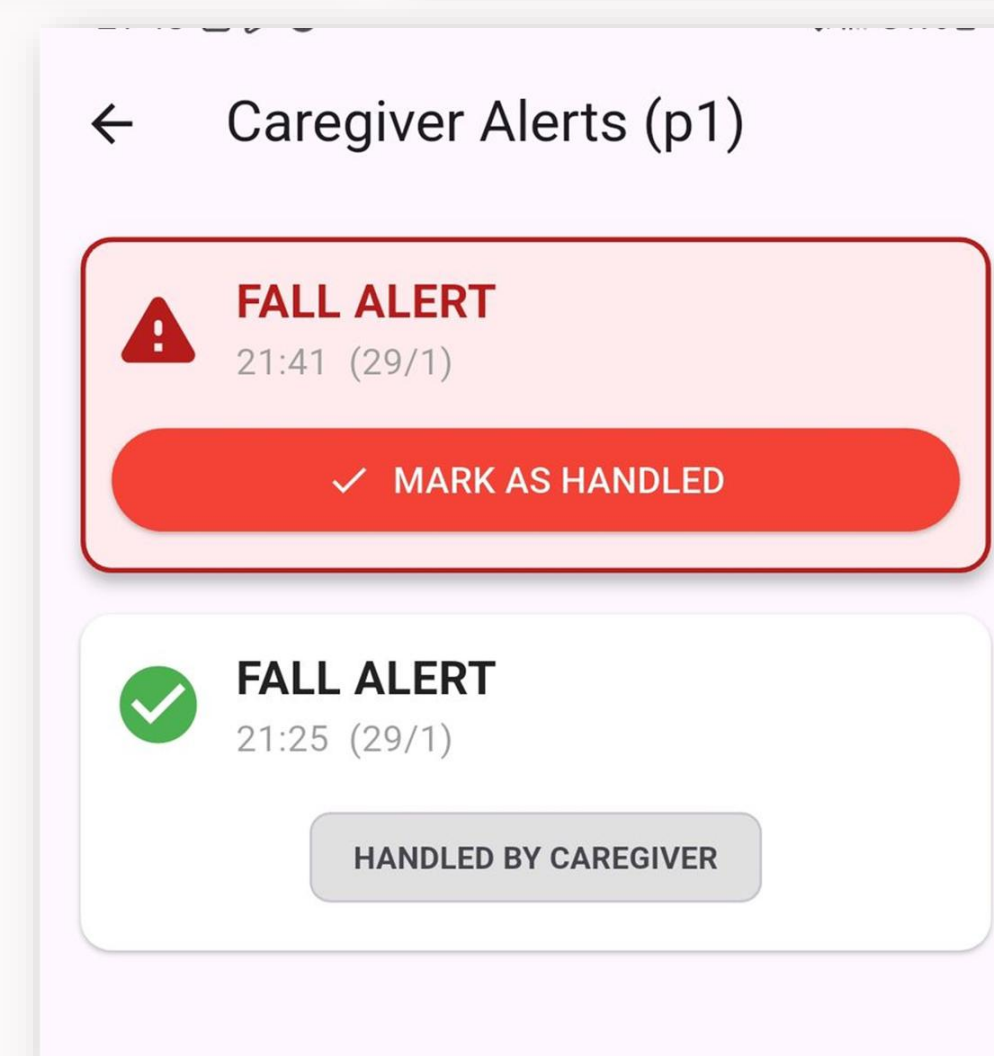 Caregiver Alerts (p1)
FALL ALERT
21:41 (29/1)
MARK AS HANDLED
FALL ALERT
21:25 (29/1)
HANDLED BY CAREGIVER